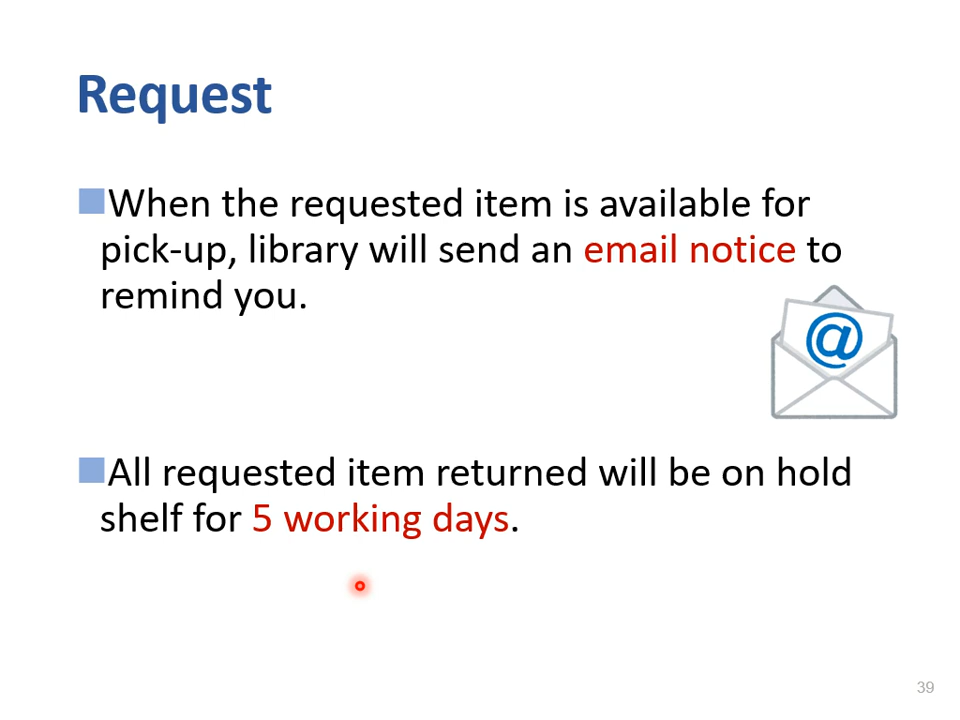 Request
When the requested item is available for
pick-up, library will send an email notice to
remind you.
@
All requested item returned will be on hold
shelf for 5 working days.
39